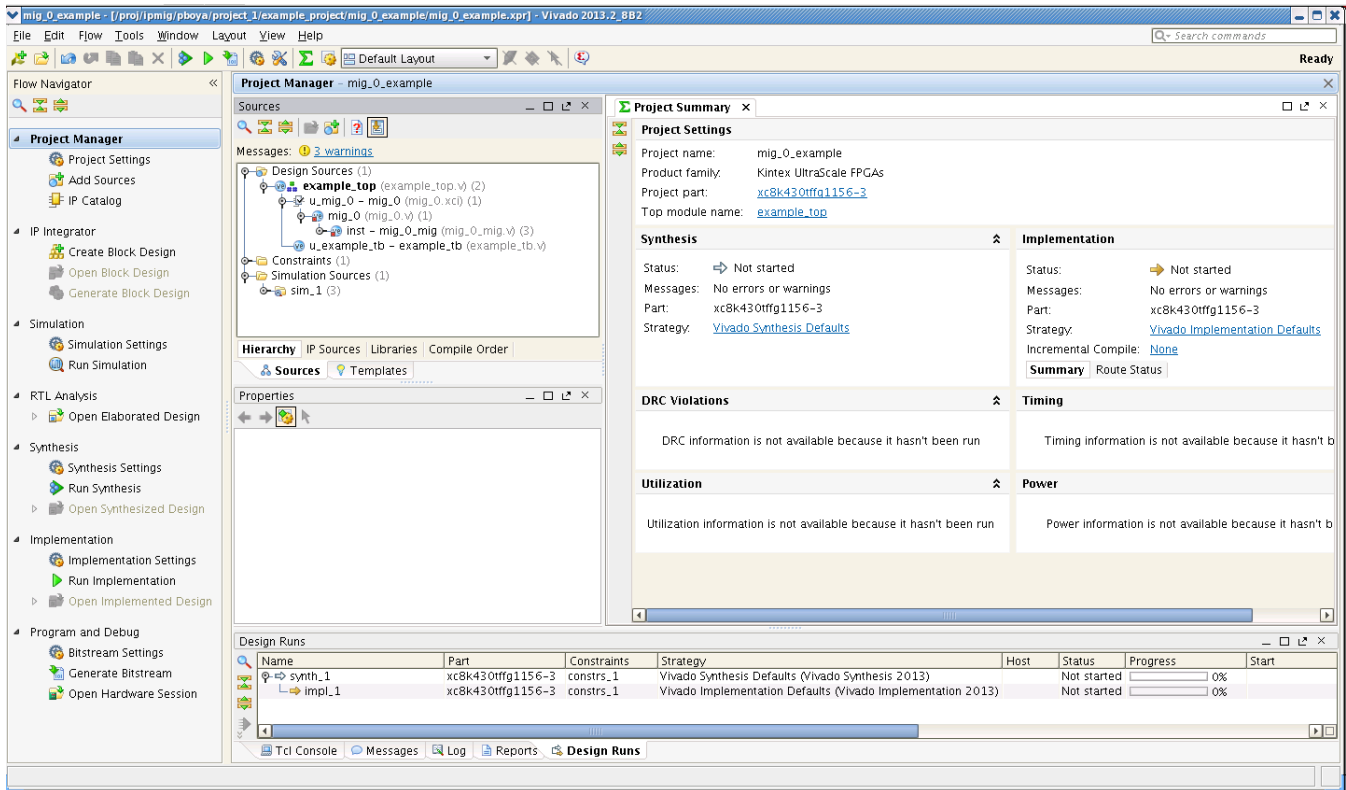 mig_0_example - [/proj/ipmig/pboya/project_1/example_project/mig_0_example/mig_0_example.xpr] - Vivado 2013.2_8B2
File Edit Flow Tools Window Layout View Help
Search commands
Default Layout
Ready
Flow Navigator
Project Manager
Project Settings
Add Sources
IP Catalog
IP Integrator
Create Block Design
Open Block Design
Generate Block Design
Simulation
Simulation Settings
Run Simulation
RTL Analysis
Open Elaborated Design
Synthesis
Synthesis Settings
Run Synthesis
Open Synthesized Design
Implementation
Implementation Settings
Run Implementation
Open Implemented Design
Program and Debug
Bitstream Settings
Generate Bitstream
Open Hardware Session
Project Manager - mig_0_example
Sources
Messages: 3 warnings
Design Sources (1)
example_top (example_top.v) (2)
u_mig_0 - mig_0 (mig_0.xci) (1)
mig_0 (mig_0.v) (1)
inst - mig_0_mig (mig_0_mig.v) (3)
u_example_tb - example_tb (example_tb.v)
Constraints (1)
Simulation Sources (1)
sim_1 (3)
Hierarchy IP Sources Libraries Compile Order
Sources Templates
Properties
Project Summary
Project Settings
Project name: mig_0_example
Product family: Kintex UltraScale FPGAs
Project part: xc8k430tffg1156-3
Top module name: example_top
Synthesis
Status: Not started
Messages: No errors or warnings
Part: xc8k430tffg1156-3
Strategy: Vivado Synthesis Defaults
Implementation
Status: Not started
Messages: No errors or warnings
Part: xc8k430tffg1156-3
Strategy: Vivado Implementation Defaults
Incremental Compile: None
Summary Route Status
DRC Violations
DRC information is not available because it hasn't been run
Timing
Timing information is not available because it hasn't b
Utilization
Utilization information is not available because it hasn't been run
Power
Power information is not available because it hasn't b
Design Runs
Name Part Constraints Strategy Host Status Progress Start
synth_1 xc8k430tffg1156-3 constrs_1 Vivado Synthesis Defaults (Vivado Synthesis 2013) Not started 0%
impl_1 xc8k430tffg1156-3 constrs_1 Vivado Implementation Defaults (Vivado Implementation 2013) Not started 0%
Tcl Console Messages Log Reports Design Runs